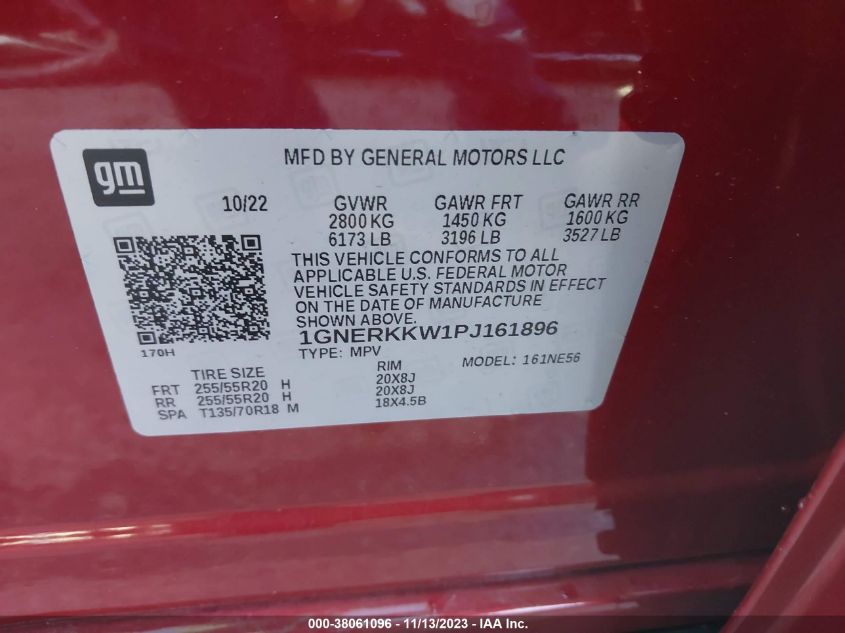 gm
MFD BY GENERAL MOTORS LLC
10/22 GVWR GAWR FRT GAWR RR
2800 KG 1450 KG 1600 KG
6173 LB 3196 LB 3527 LB
THIS VEHICLE CONFORMS TO ALL
APPLICABLE U.S. FEDERAL MOTOR
VEHICLE SAFETY STANDARDS IN EFFECT
ON THE DATE OF MANUFACTURE
SHOWN ABOVE.
1GNERKKW1PJ161896
170H
TYPE: MPV MODEL: 161NE56
TIRE SIZE RIM
FRT 255/55R20 H 20X8J
RR 255/55R20 H 20X8J
SPA T135/70R18 M 18X4.5B
000-38061096 - 11/13/2023 - IAAI.COM.